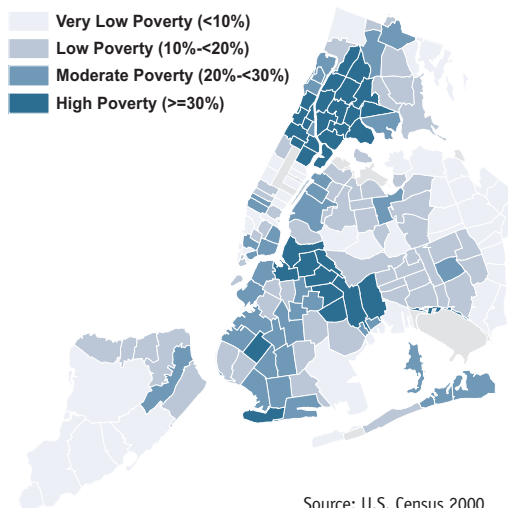 Very Low Poverty (<10%)
Low Poverty (10%-<20%)
Moderate Poverty (20%-<30%)
High Poverty (>=30%)
Source: U.S. Census 2000